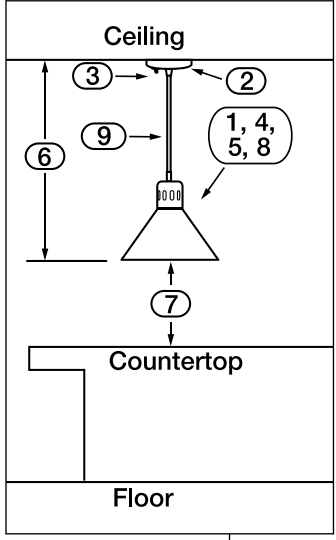 Ceiling
3
2
9
1, 4,
5, 8
6
7
Countertop
Floor